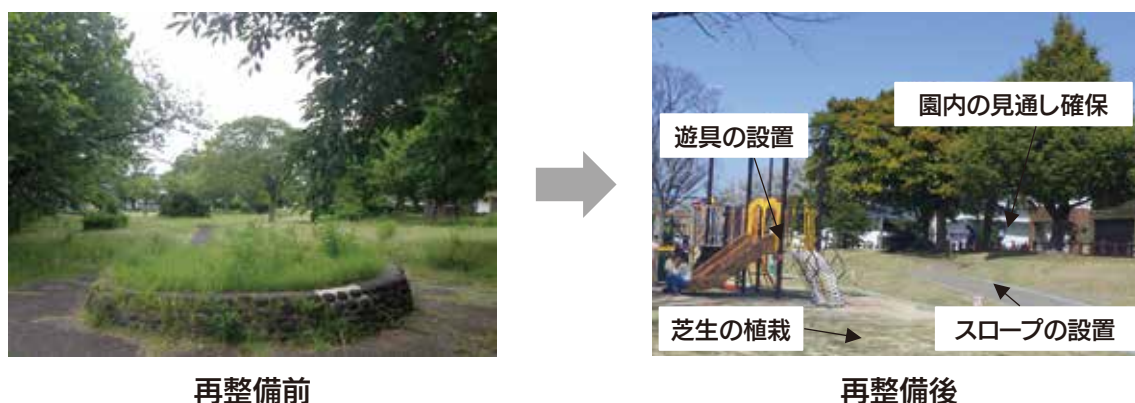 園内の見通し確保
遊具の設置
芝生の植栽
スロープの設置
再整備前
再整備後